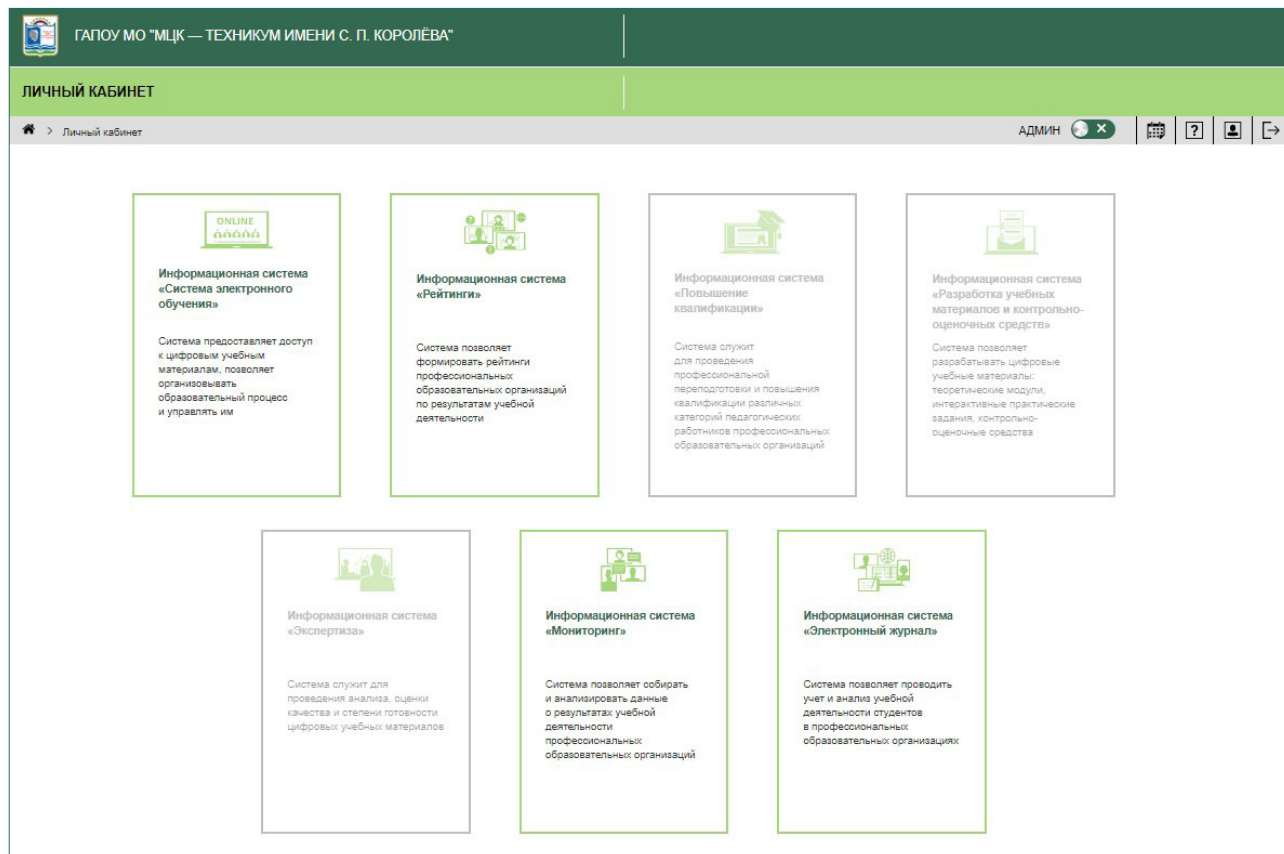 ГАПОУ МО "МЦК — ТЕХНИКУМ ИМЕНИ С. П. КОРОЛЁВА"
ЛИЧНЫЙ КАБИНЕТ
> Личный кабинет
АДМИН
?
ONLINE
Информационная система
«Система электронного
обучения»
Система предоставляет доступ
к цифровым учебным
материалам, позволяет
организовывать
образовательный процесс
и управлять им
Информационная система
«Рейтинги»
Система позволяет
формировать рейтинги
профессиональных
образовательных организаций
по результатам учебной
деятельности
Информационная система
«Повышение
квалификации»
Система служит
для проведения
профессиональной
переподготовки и повышения
квалификации различных
категорий педагогических
работников профессиональных
образовательных организаций
Информационная система
«Разработка учебных
материалов и контрольно-
оценочных средств»
Система позволяет
разрабатывать цифровые
учебные материалы:
теоретические модули,
интерактивные практические
задания, контрольно-
оценочные средства
Информационная система
«Экспертиза»
Система служит для
проведения анализа, оценки
качества и степени готовности
цифровых учебных материалов
Информационная система
«Мониторинг»
Система позволяет собирать
и анализировать данные
о результатах учебной
деятельности
профессиональных
образовательных организаций
Информационная система
«Электронный журнал»
Система позволяет проводить
учет и анализ учебной
деятельности студентов
в профессиональных
образовательных организациях